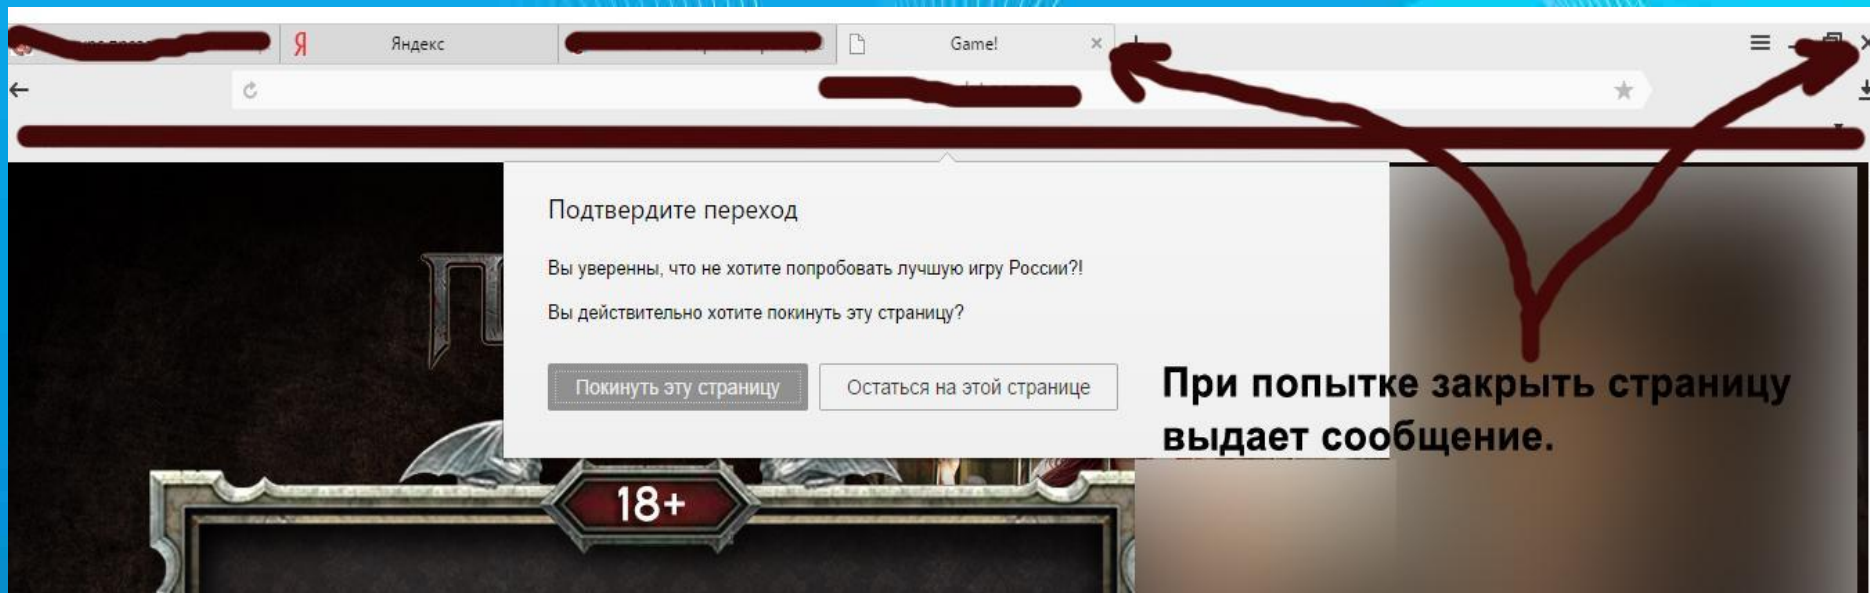 Я Яндекс
Game!
Подтвердите переход
Вы уверенны, что не хотите попробовать лучшую игру России?!
Вы действительно хотите покинуть эту страницу?
Покинуть эту страницу
Остаться на этой странице
При попытке закрыть страницу
выдает сообщение.
18+